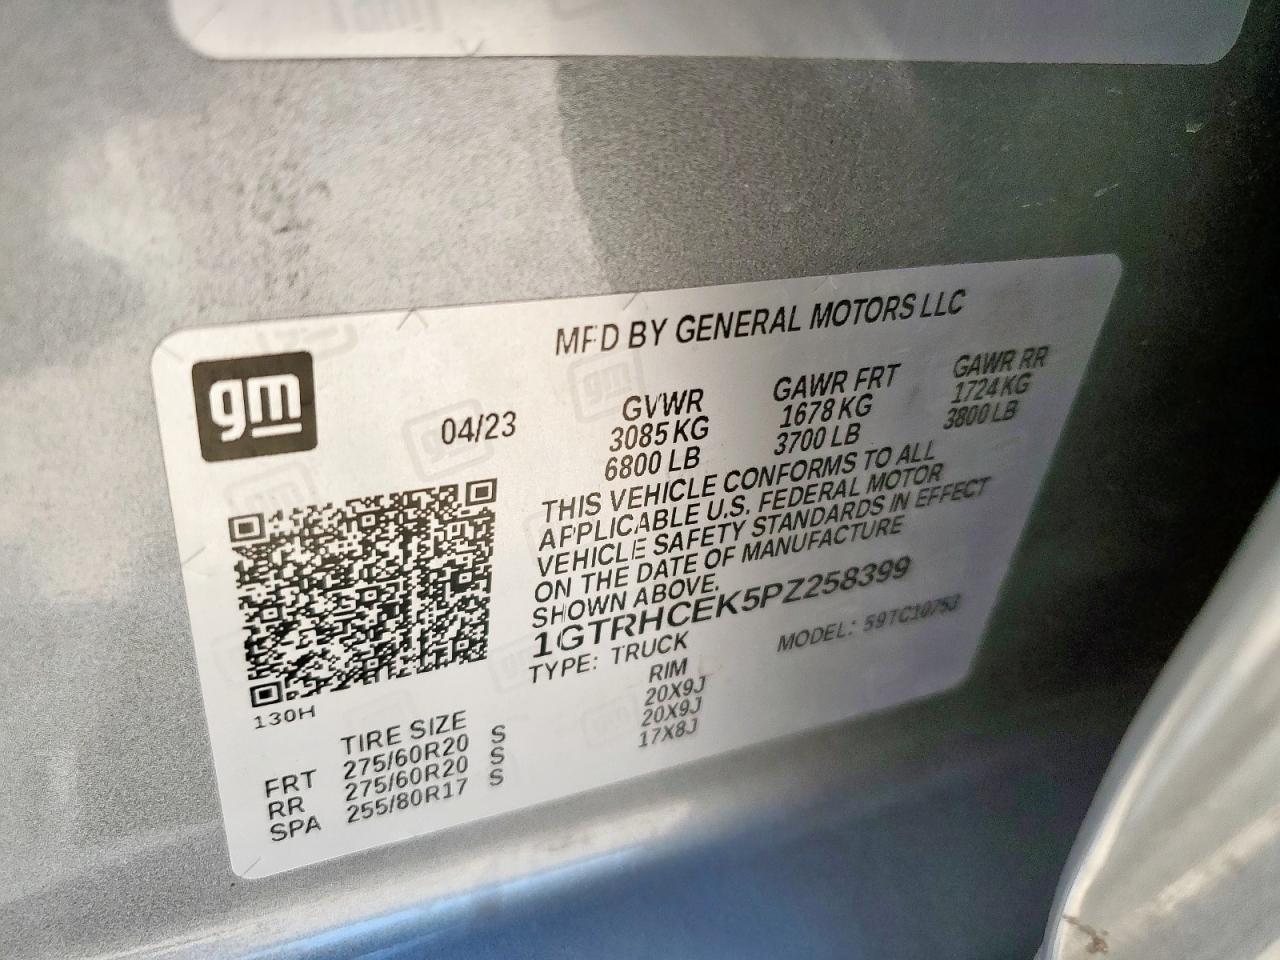 gm
MFD BY GENERAL MOTORS LLC
04/23
GVWR GAWR FRT GAWR RR
3085 KG 1678 KG 1724 KG
6800 LB 3700 LB 3800 LB
THIS VEHICLE CONFORMS TO ALL
APPLICABLE U.S. FEDERAL MOTOR
VEHICLE SAFETY STANDARDS IN EFFECT
ON THE DATE OF MANUFACTURE
SHOWN ABOVE.
1GTRHCEK5PZ258399
TYPE: TRUCK MODEL: 59TC10753
130H
TIRE SIZE RIM
FRT 275/60R20 S 20X9J
RR 275/60R20 S 20X9J
SPA 255/80R17 S 17X8J